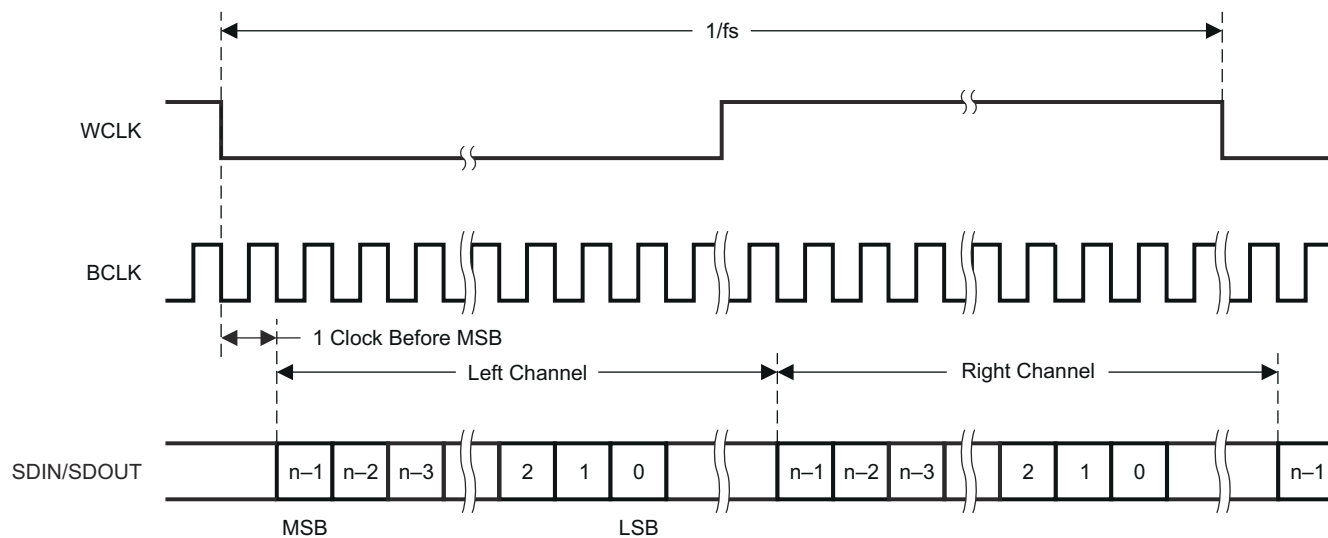 1/fs
WCLK
BCLK
1 Clock Before MSB
Left Channel
Right Channel
SDIN/SDOUT
n–1 n–2 n–3 2 1 0 n–1 n–2 n–3 2 1 0 n–1
MSB LSB